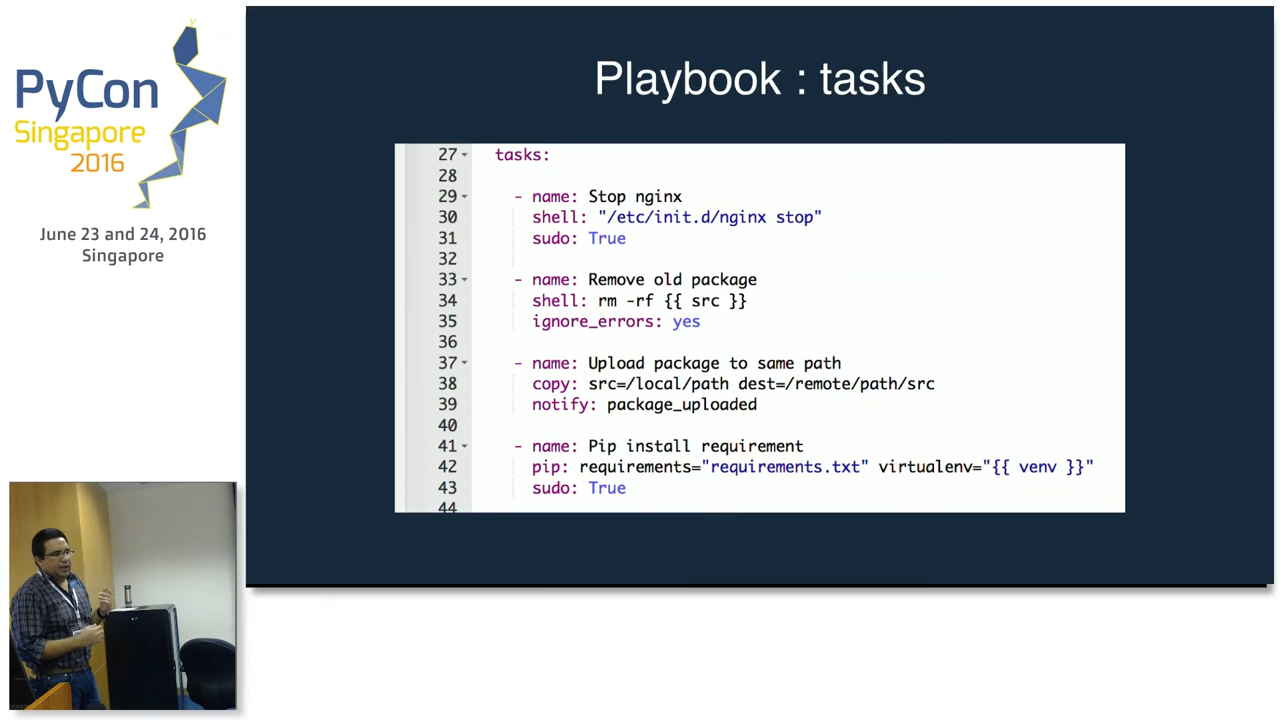 PyCon
Singapore
2016
June 23 and 24, 2016
Singapore
Playbook : tasks
27 tasks:
28
29 - name: Stop nginx
30 shell: "/etc/init.d/nginx stop"
31 sudo: True
32
33 - name: Remove old package
34 shell: rm -rf {{ src }}
35 ignore_errors: yes
36
37 - name: Upload package to same path
38 copy: src=/local/path dest=/remote/path/src
39 notify: package_uploaded
40
41 - name: Pip install requirement
42 pip: requirements="requirements.txt" virtualenv="{{ venv }}"
43 sudo: True
44